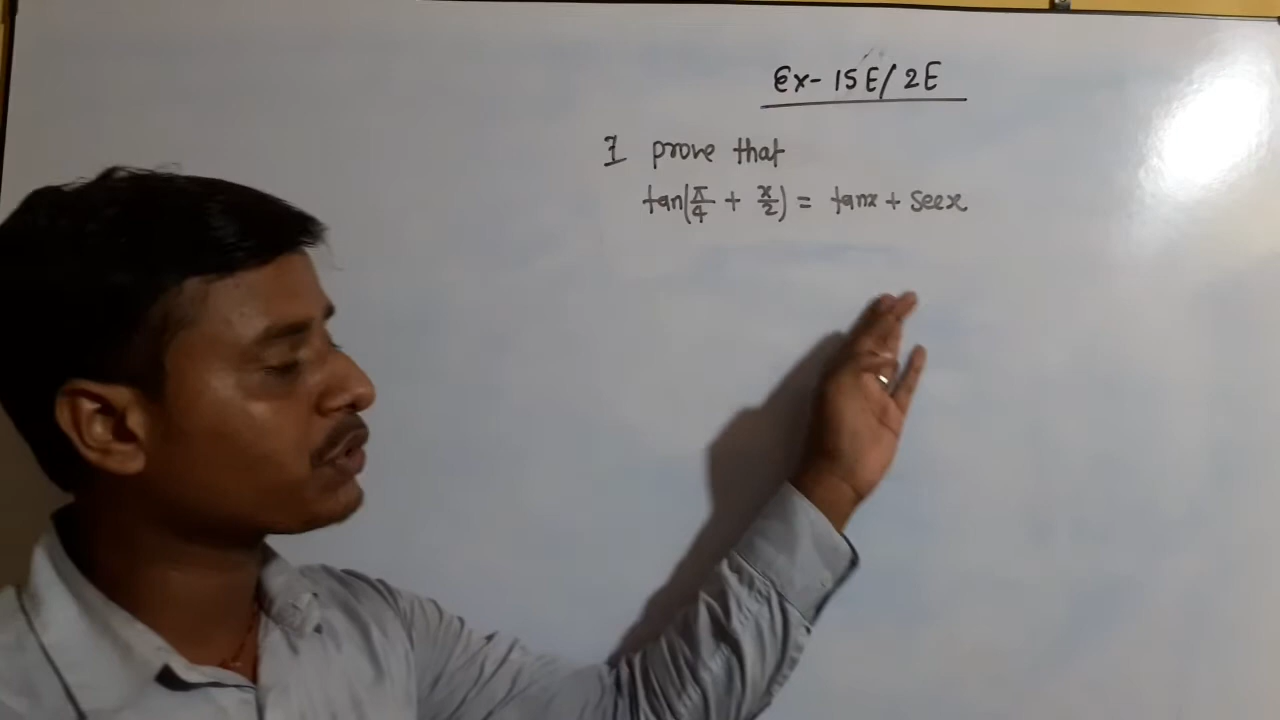 Ex- 15E/2E
1 prove that
tan(π/4 + x/2) = tanx + secx